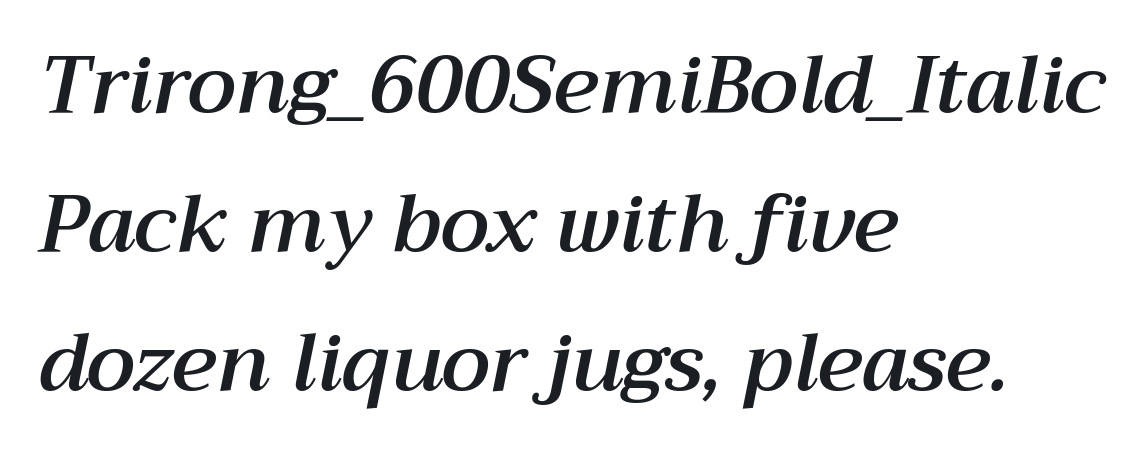 Trirong_600SemiBold_Italic
Pack my box with five
dozen liquor jugs, please.